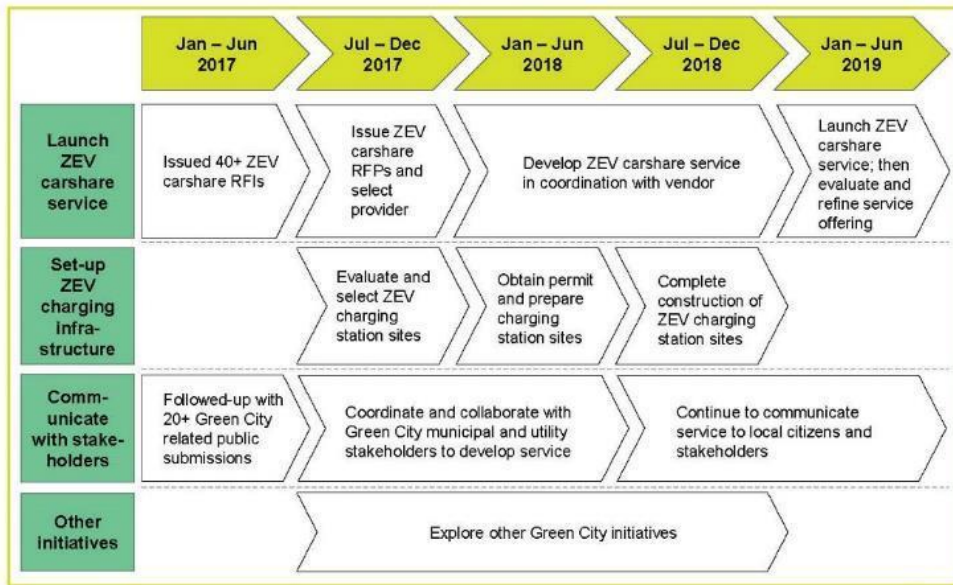 Jan – Jun
2017
Jul – Dec
2017
Jan – Jun
2018
Jul – Dec
2018
Jan – Jun
2019
Launch
ZEV
carshare
service
Issued 40+ ZEV
carshare RFIs
Issue ZEV
carshare
RFPs and
select
provider
Develop ZEV carshare service
in coordination with vendor
Launch ZEV
carshare
service; then
evaluate and
refine service
offering
Set-up
ZEV
charging
infra-
structure
Evaluate and
select ZEV
charging
station sites
Obtain permit
and prepare
charging
station sites
Complete
construction of
ZEV charging
station sites
Comm-
unicate
with stake-
holders
Followed-up with
20+ Green City
related public
submissions
Coordinate and collaborate with
Green City municipal and utility
stakeholders to develop service
Continue to communicate
service to local citizens and
stakeholders
Other
initiatives
Explore other Green City initiatives